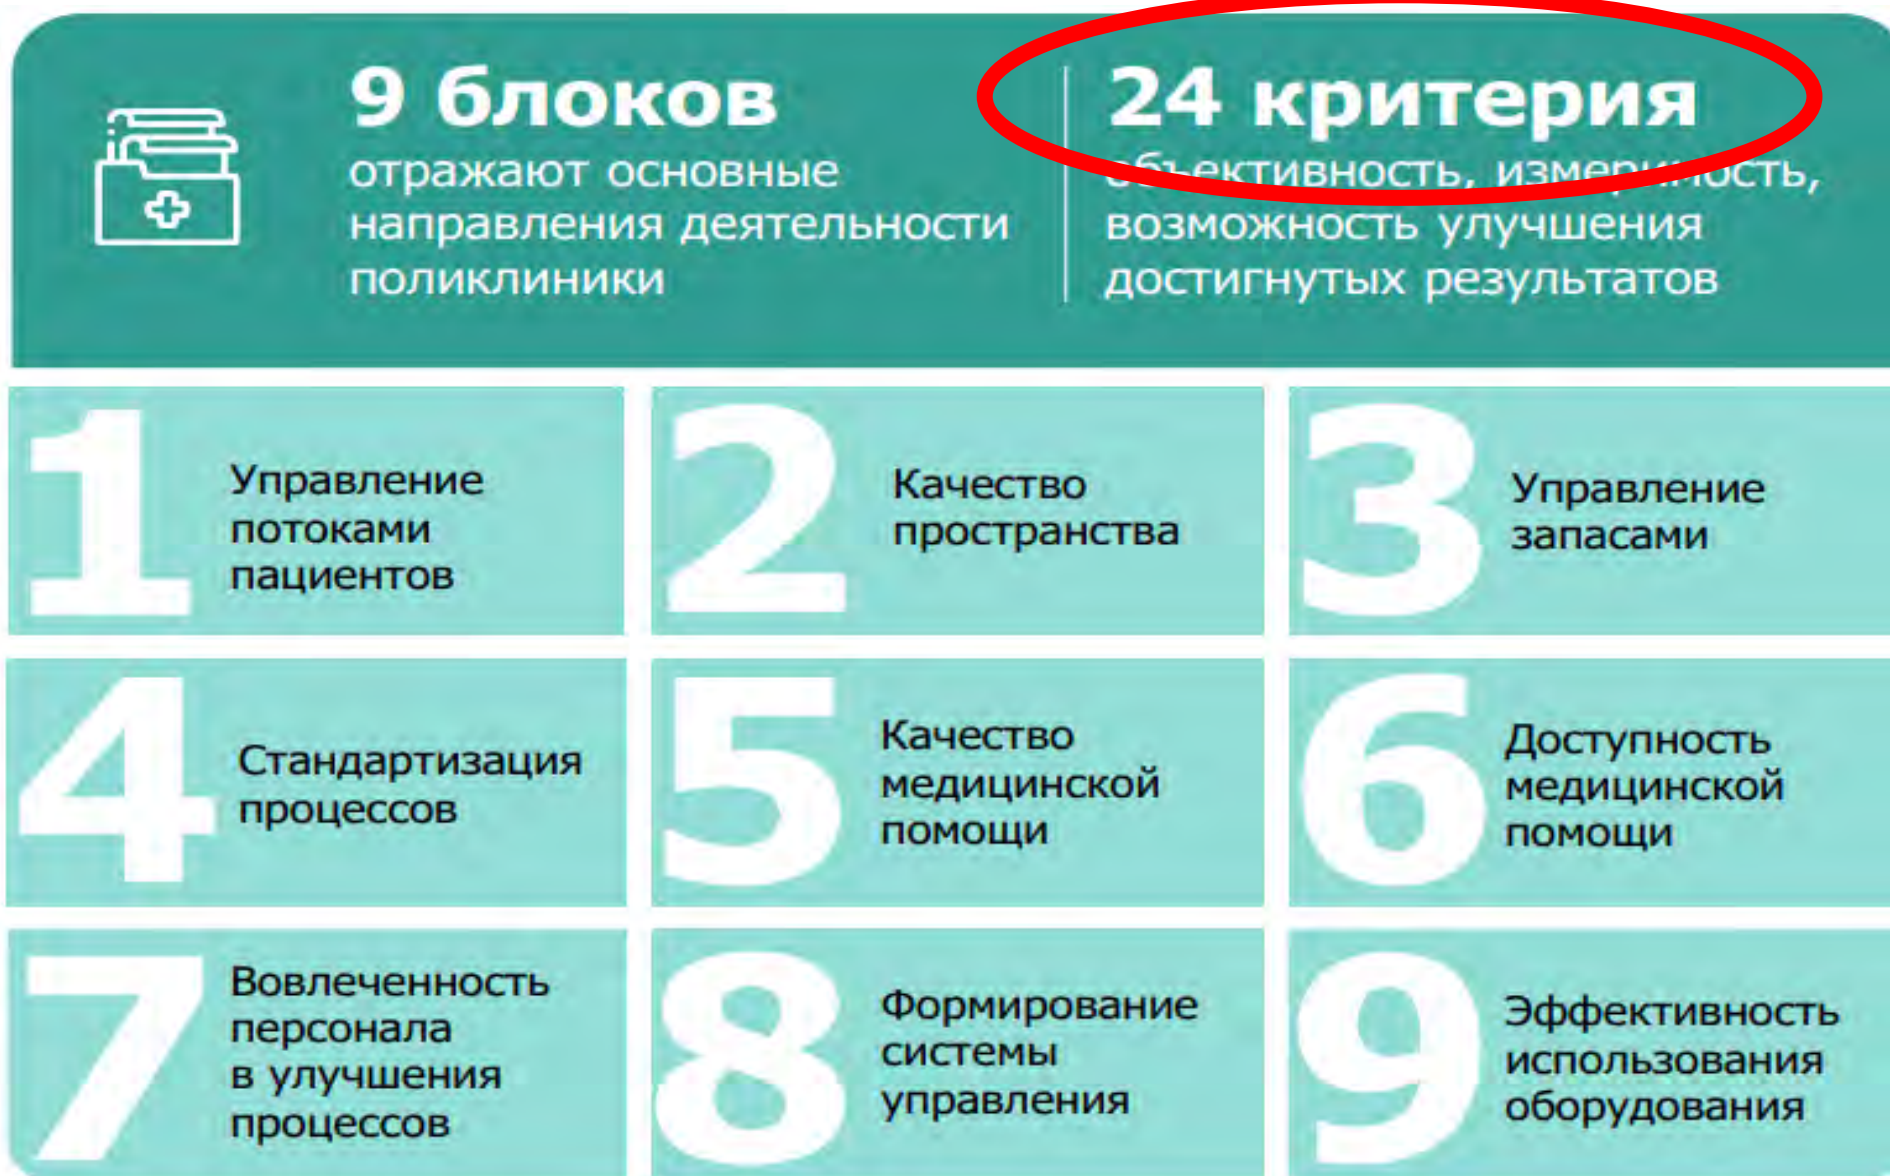 9 блоков
отражают основные
направления деятельности
поликлиники
24 критерия
объективность, измеримость,
возможность улучшения
достигнутых результатов
1
Управление
потоками
пациентов
2
Качество
пространства
3
Управление
запасами
4
Стандартизация
процессов
5
Качество
медицинской
помощи
6
Доступность
медицинской
помощи
7
Вовлеченность
персонала
в улучшения
процессов
8
Формирование
системы
управления
9
Эффективность
использования
оборудования